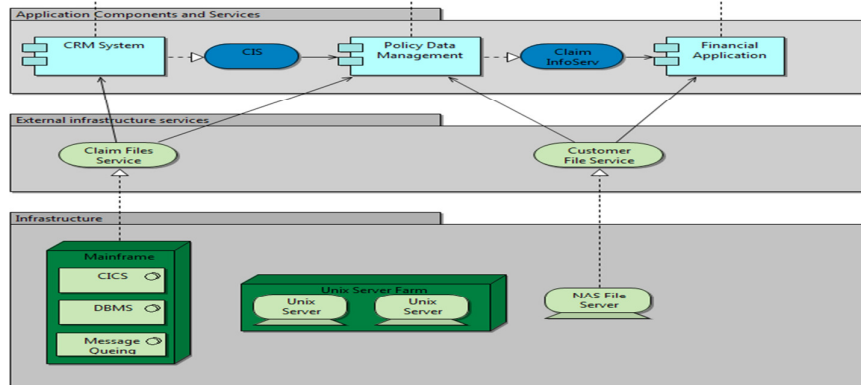 Application Components and Services
CRM System
CIS
Policy Data
Management
Claim
InfoServ
Financial
Application
External infrastructure services
Claim Files
Service
Customer
File Service
Infrastructure
Mainframe
CICS
DBMS
Message
Queing
Unix Server Farm
Unix
Server
Unix
Server
NAS File
Server